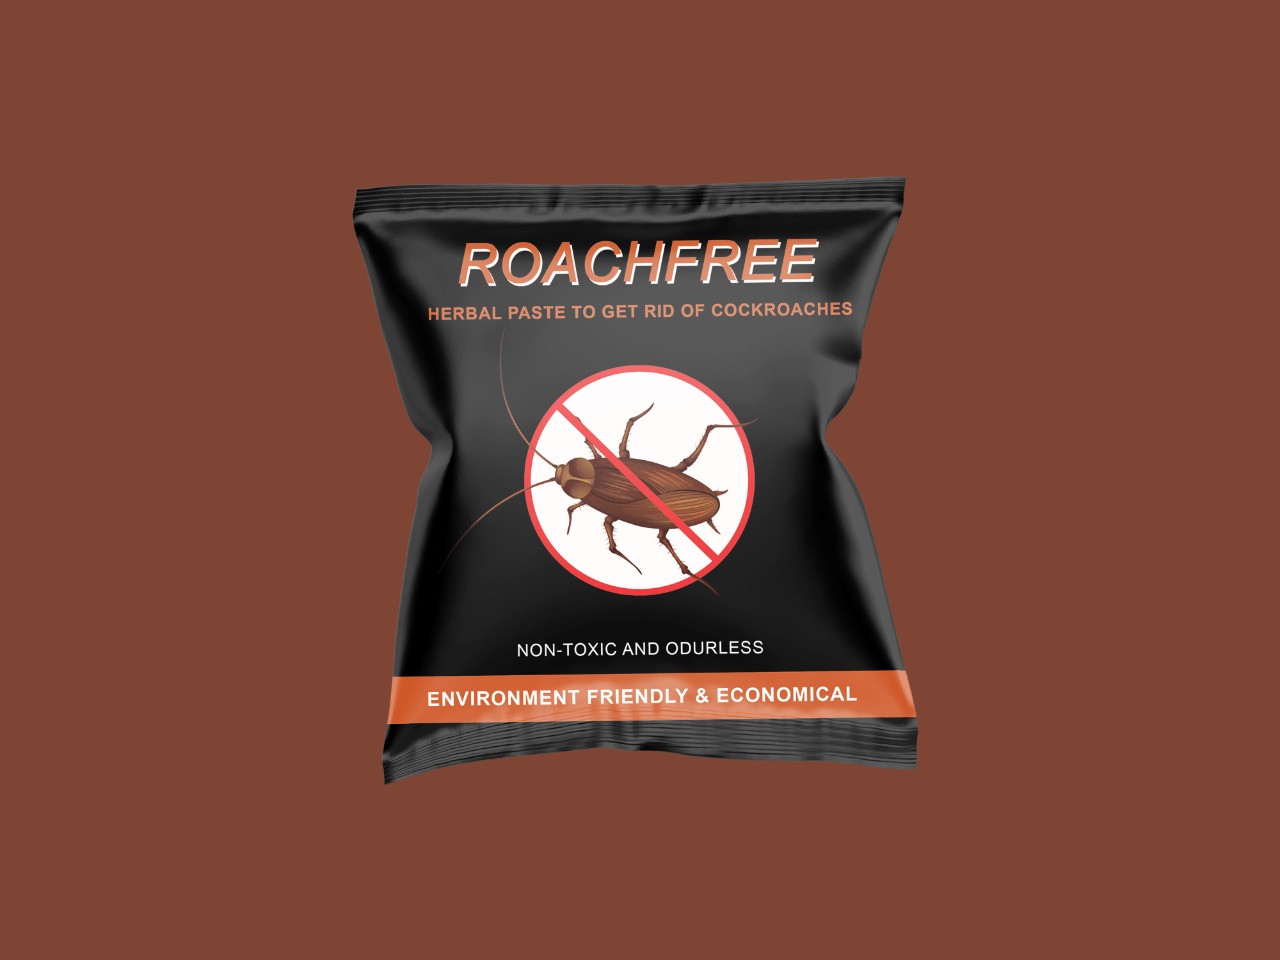 ROACHFREE
HERBAL PASTE TO GET RID OF COCKROACHES
NON-TOXIC AND ODURLESS
ENVIRONMENT FRIENDLY & ECONOMICAL